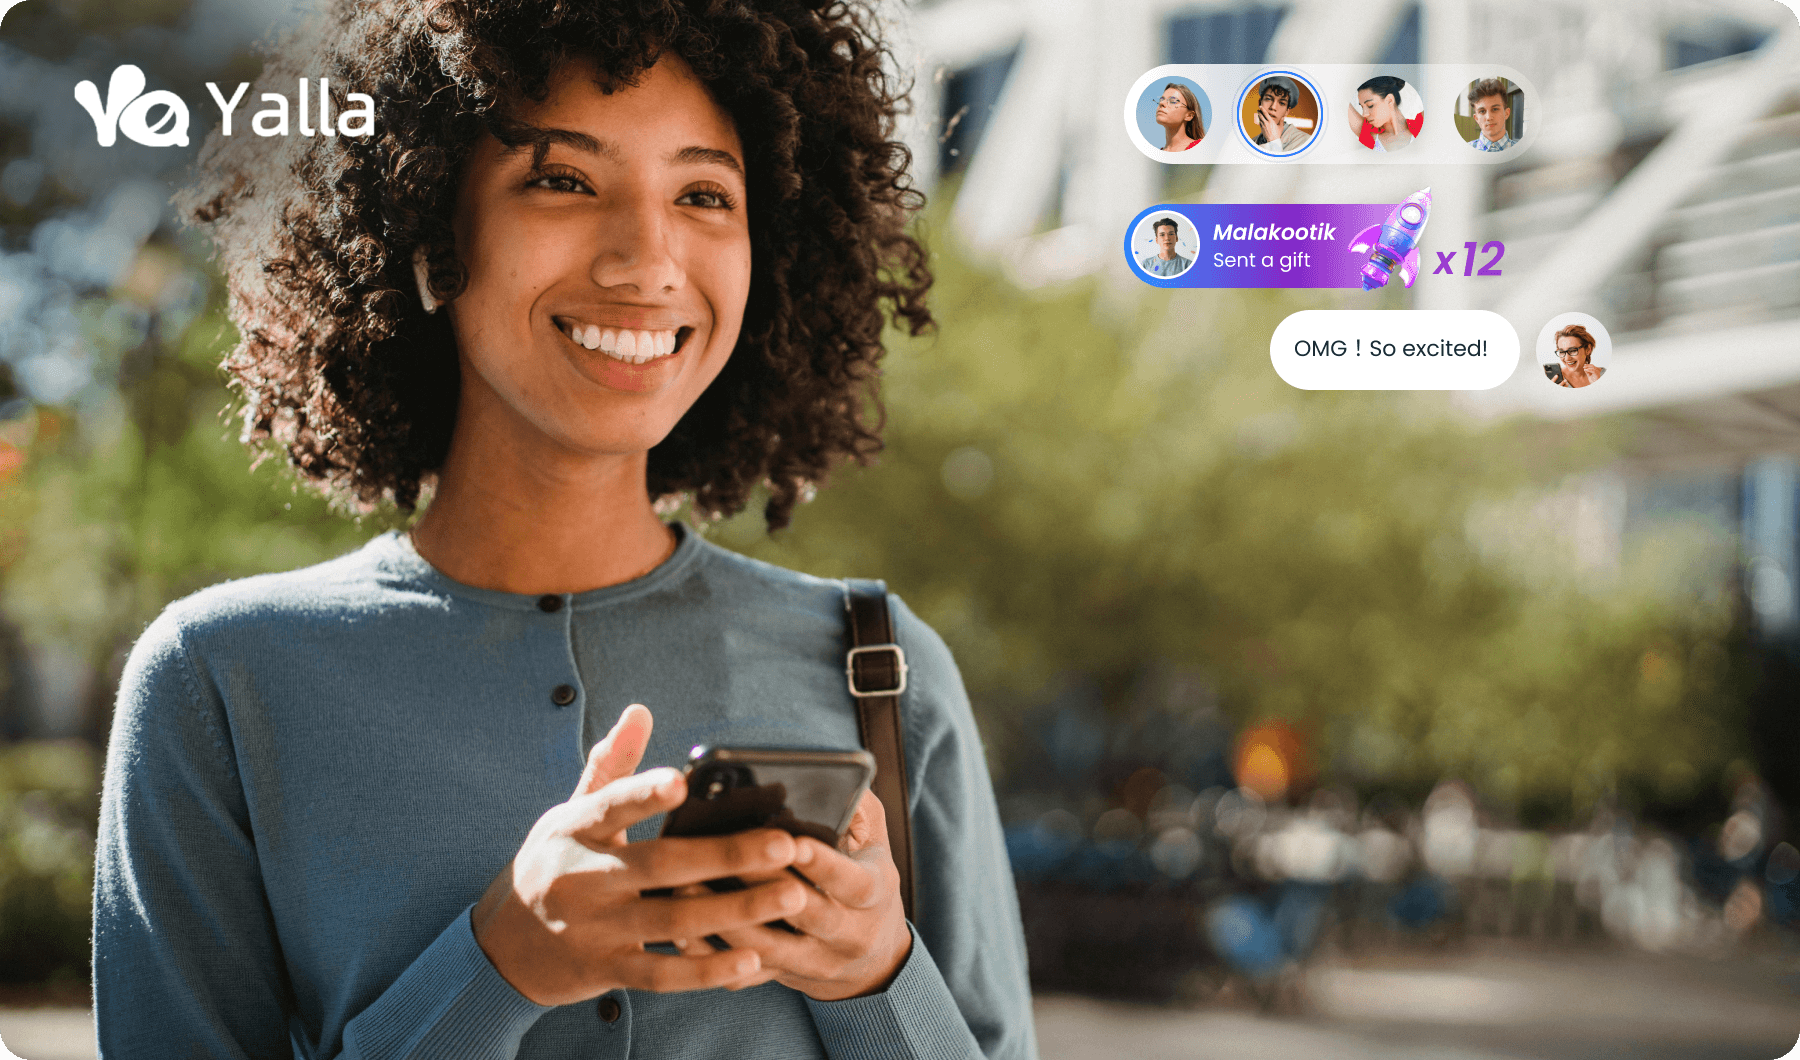 Yalla
Malakootik
Sent a gift
x12
OMG！So excited!